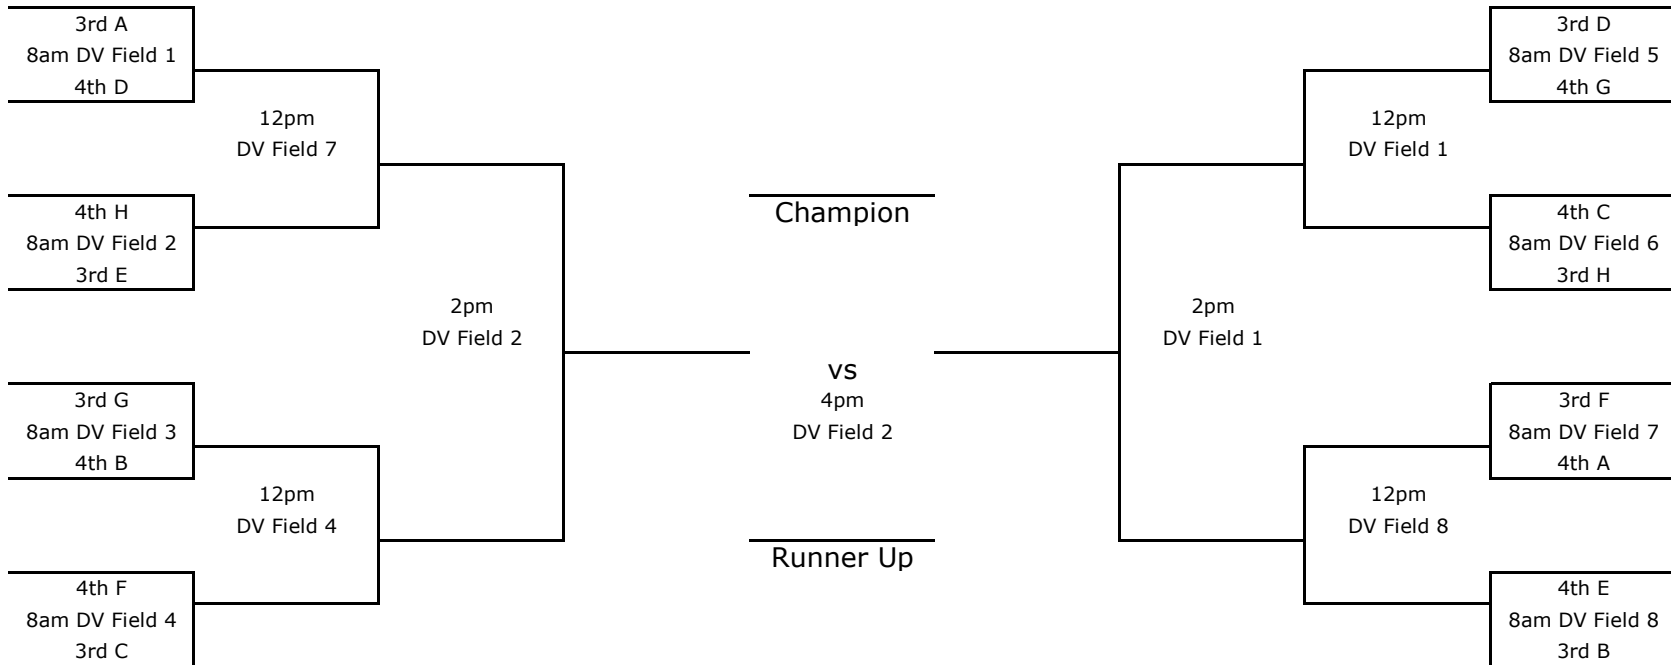 3rd A
8am DV Field 1
4th D
12pm
DV Field 7
4th H
8am DV Field 2
3rd E
2pm
DV Field 2
3rd G
8am DV Field 3
4th B
12pm
DV Field 4
4th F
8am DV Field 4
3rd C
Champion
vs
4pm
DV Field 2
Runner Up
3rd D
8am DV Field 5
4th G
12pm
DV Field 1
4th C
8am DV Field 6
3rd H
2pm
DV Field 1
3rd F
8am DV Field 7
4th A
12pm
DV Field 8
4th E
8am DV Field 8
3rd B